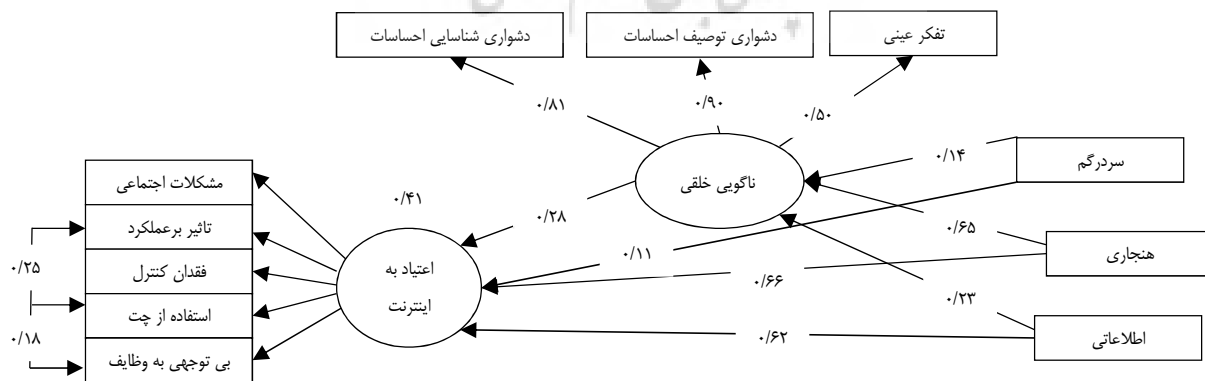 دشواری شناسایی احساسات
دشواری توصیف احساسات
تفکر عینی
۰/۸۱
۰/۹۰
۰/۵۰
سردرگم
۰/۱۴
ناگویی خلقی
مشکلات اجتماعی
۰/۴۱
تاثیر برعملکرد
۰/۲۸
۰/۶۵
هنجاری
۰/۲۵
فقدان کنترل
اعتیاد به
اینترنت
۰/۱۱
۰/۶۶
۰/۲۳
استفاده از چت
۰/۱۸
۰/۶۲
اطلاعاتی
بی توجهی به وظایف